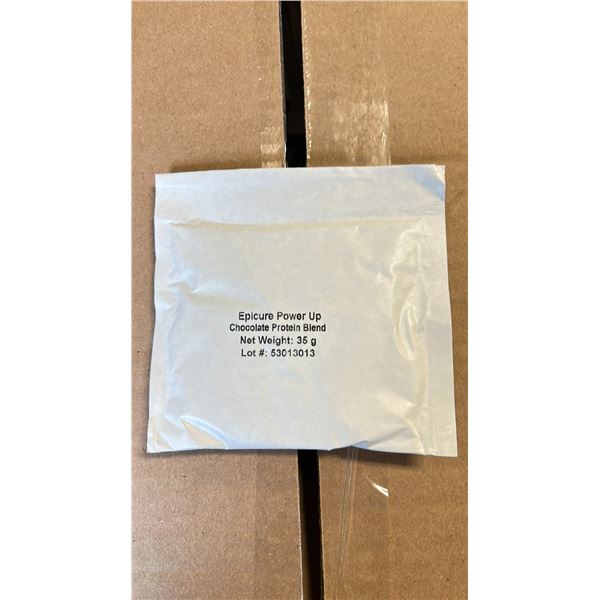 Epicure Power Up
Chocolate Protein Blend
Net Weight: 35 g
Lot #: 53013013